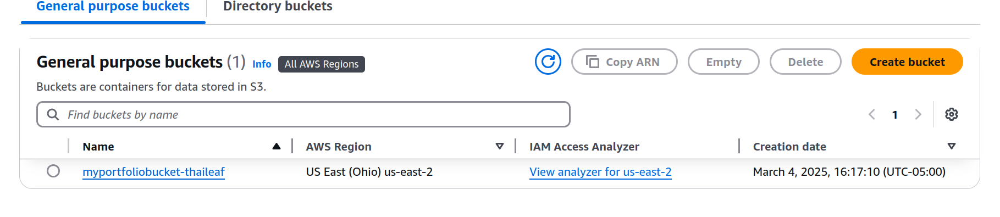 General purpose buckets Directory buckets
General purpose buckets (1) Info All AWS Regions Copy ARN Empty Delete Create bucket
Buckets are containers for data stored in S3.
Find buckets by name 1
Name AWS Region IAM Access Analyzer Creation date
myportfoliobucket-thaileaf US East (Ohio) us-east-2 View analyzer for us-east-2 March 4, 2025, 16:17:10 (UTC-05:00)